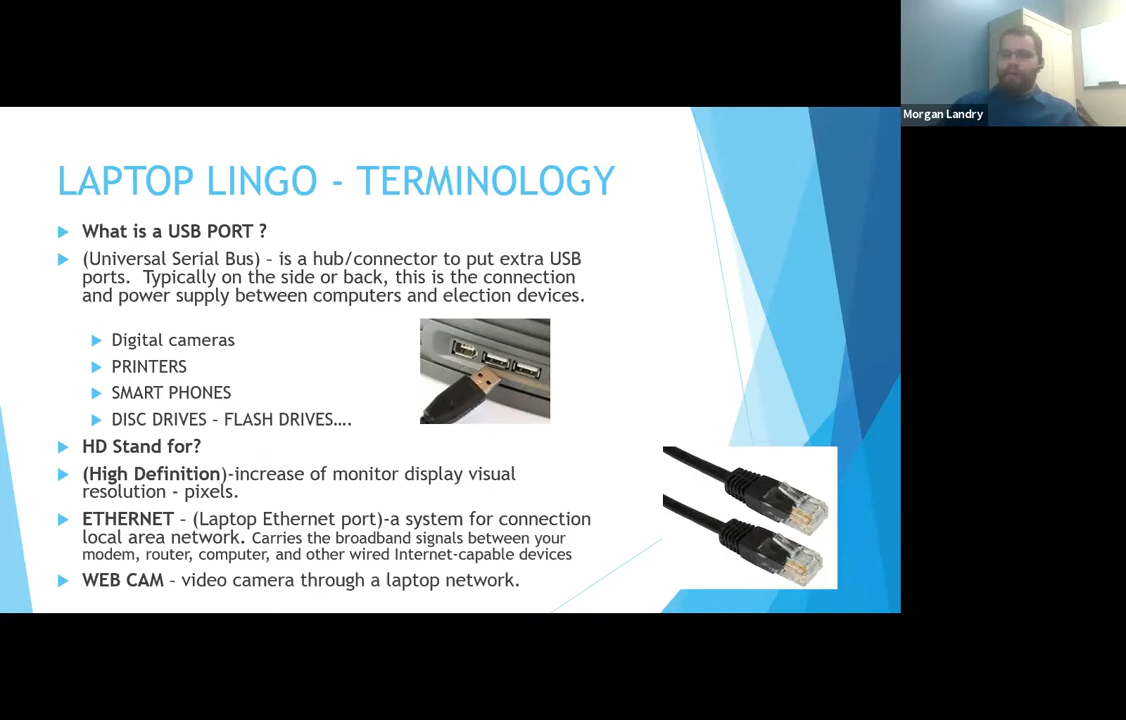 Morgan Landry
LAPTOP LINGO - TERMINOLOGY
What is a USB PORT ?
(Universal Serial Bus) – is a hub/connector to put extra USB
ports. Typically on the side or back, this is the connection
and power supply between computers and election devices.
Digital cameras
PRINTERS
SMART PHONES
DISC DRIVES – FLASH DRIVES….
HD Stand for?
(High Definition)-increase of monitor display visual
resolution - pixels.
ETHERNET – (Laptop Ethernet port)-a system for connection
local area network. Carries the broadband signals between your
modem, router, computer, and other wired Internet-capable devices
WEB CAM – video camera through a laptop network.